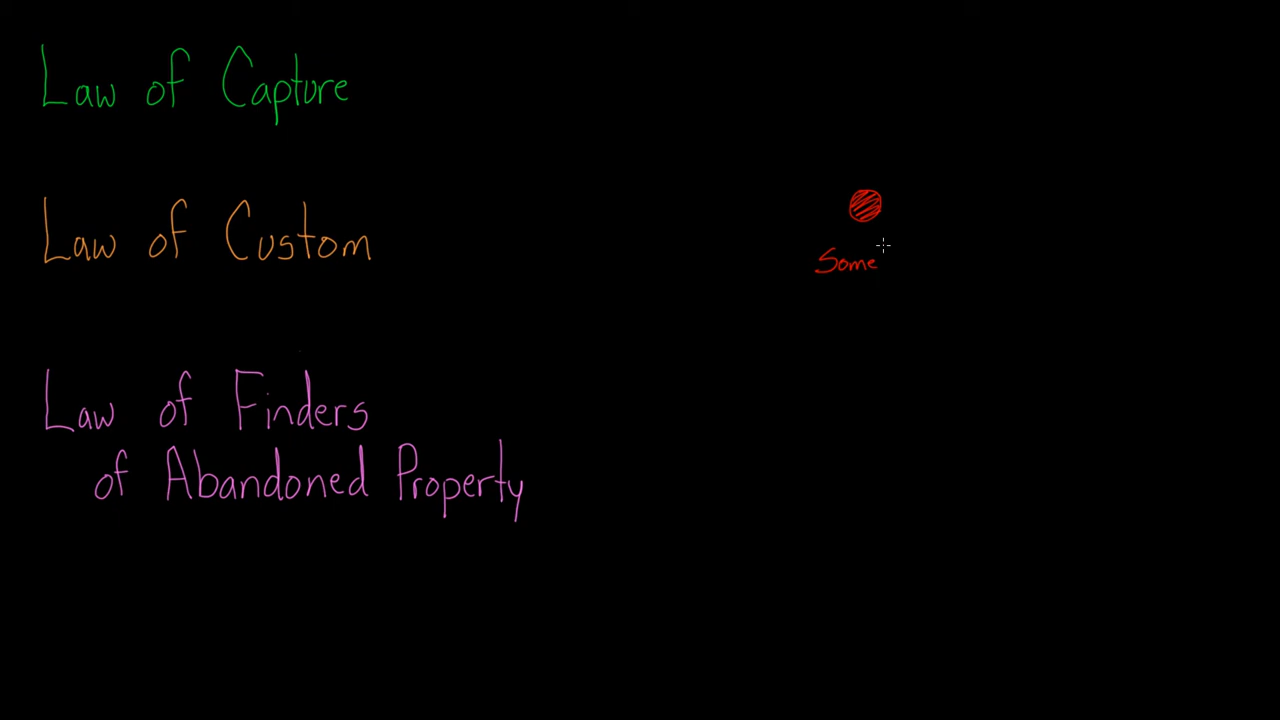 Law of Capture
Law of Custom
Some
Law of Finders
of Abandoned Property